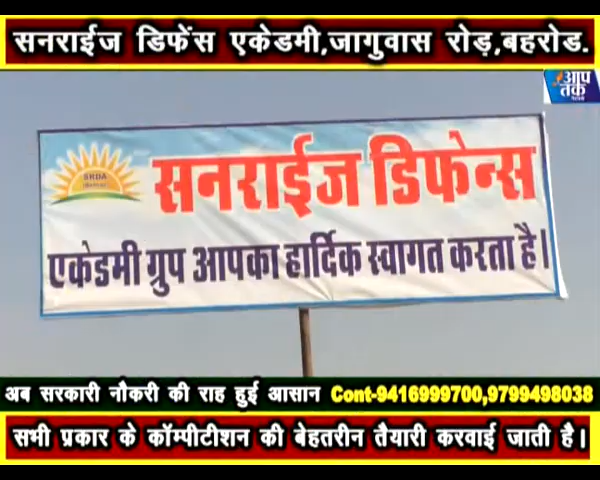 सनराईज डिफेंस एकेडमी,जागुवास रोड़,बहरोड.
आप
तक
SRDA
सनराईज डिफेन्स
एकेडमी ग्रुप आपका हार्दिक स्वागत करता है।
अब सरकारी नौकरी की राह हुई आसान Cont-9416999700,9799498038
सभी प्रकार के कॉम्पीटीशन की बेहतरीन तैयारी करवाई जाती है।